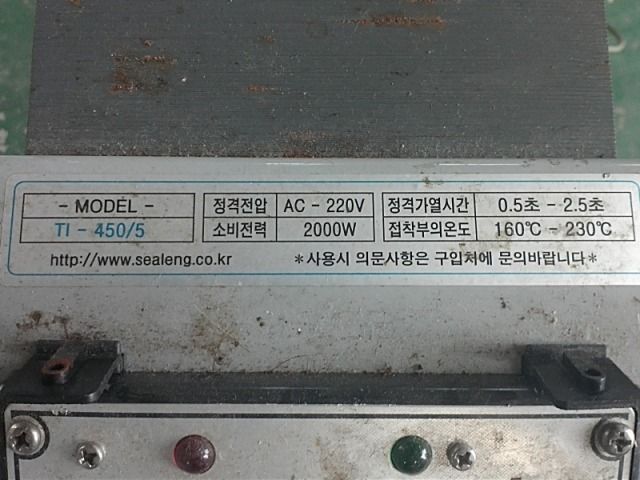 - MODEL - 정격전압 AC - 220V 정격가열시간 0.5초 - 2.5초
TI - 450/5 소비전력 2000W 접착부의온도 160℃ - 230℃
http://www.sealeng.co.kr *사용시 의문사항은 구입처에 문의바랍니다*